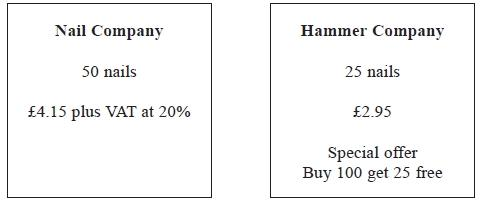 Nail Company
50 nails
£4.15 plus VAT at 20%
Hammer Company
25 nails
£2.95
Special offer
Buy 100 get 25 free